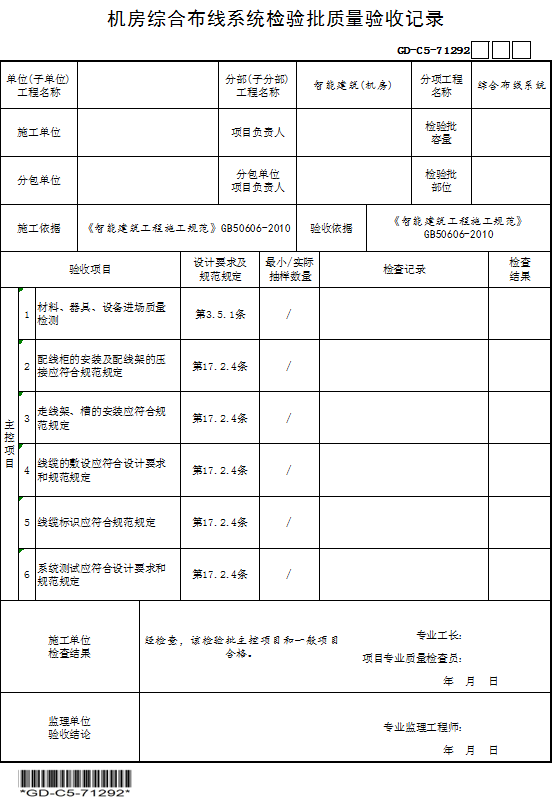 机房综合布线系统检验批质量验收记录
GD-C5-71292
单位(子单位)
工程名称
分部(子分部)
工程名称
智能建筑(机房)
分项工程
名称
综合布线系统
施工单位
项目负责人
检验批
容量
分包单位
分包单位
项目负责人
检验批
部位
施工依据
《智能建筑工程施工规范》GB50606-2010
验收依据
《智能建筑工程施工规范》
GB50606-2010
验收项目
设计要求及
规范规定
最小/实际
抽样数量
检查记录
检查
结果
主
控
项
目
1
材料、器具、设备进场质量
检测
第3.5.1条
/
2
配线柜的安装及配线架的压
接应符合规范规定
第17.2.4条
/
3
走线架、槽的安装应符合规
范规定
第17.2.4条
/
4
线缆的敷设应符合设计要求
和规范规定
第17.2.4条
/
5
线缆标识应符合规范规定
第17.2.4条
/
6
系统测试应符合设计要求和
规范规定
第17.2.4条
/
施工单位
检查结果
经检查，该检验批主控项目和一般项目
合格。
专业工长:
项目专业质量检查员:
年 月 日
监理单位
验收结论
专业监理工程师:
年 月 日
*GD-C5-71292*